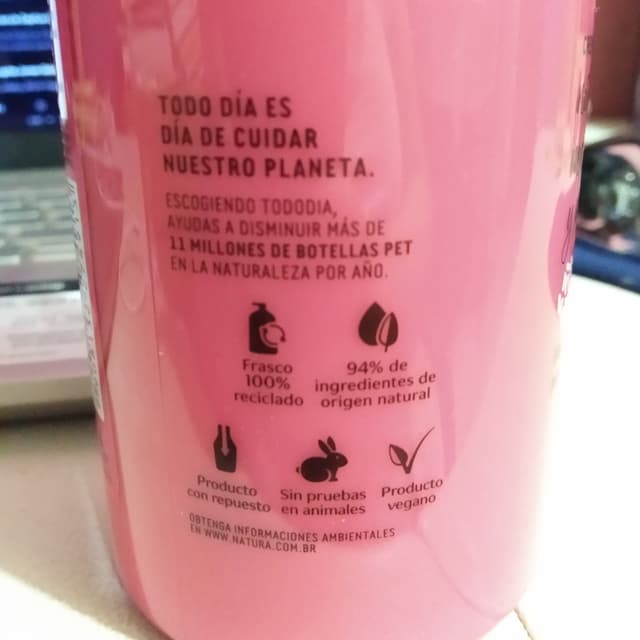 TODO DÍA ES
DÍA DE CUIDAR
NUESTRO PLANETA.
ESCOGIENDO TODODIA,
AYUDAS A DISMINUIR MÁS DE
11 MILLONES DE BOTELLAS PET
EN LA NATURALEZA POR AÑO.
Frasco
100%
reciclado
94% de
ingredientes de
origen natural
Producto
con repuesto
Sin pruebas
en animales
Producto
vegano
OBTENGA INFORMACIONES AMBIENTALES
EN WWW.NATURA.COM.BR